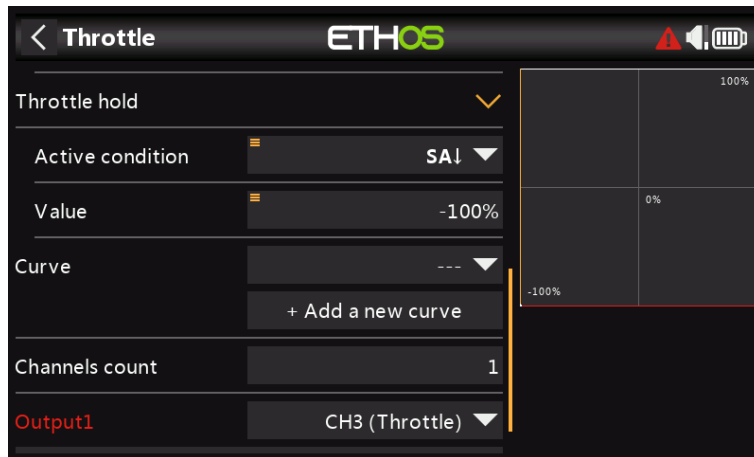 Throttle
ETHOS
Throttle hold
Active condition
SA↓
Value
-100%
Curve
---
+ Add a new curve
Channels count
1
Output1
CH3 (Throttle)
100%
0%
-100%